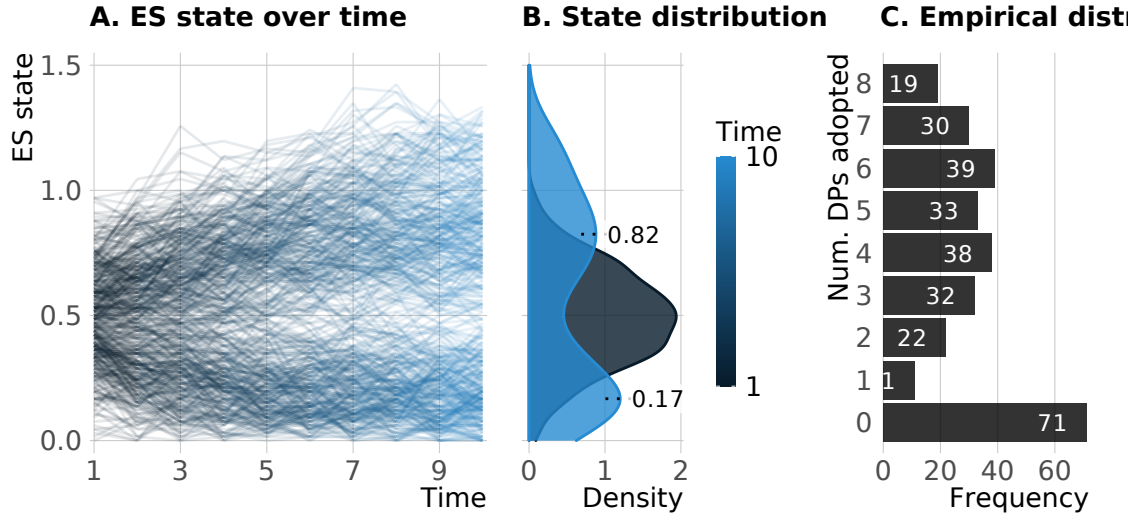 A. ES state over time
B. State distribution
C. Empirical distr
ES state
1.5
1.0
0.5
0.0
1 3 5 7 9
Time
0.82
0.17
0 1 2
Density
Time
10
1
Num. DPs adopted
8 19
7 30
6 39
5 33
4 38
3 32
2 22
1 1
0 71
0 20 40 60
Frequency